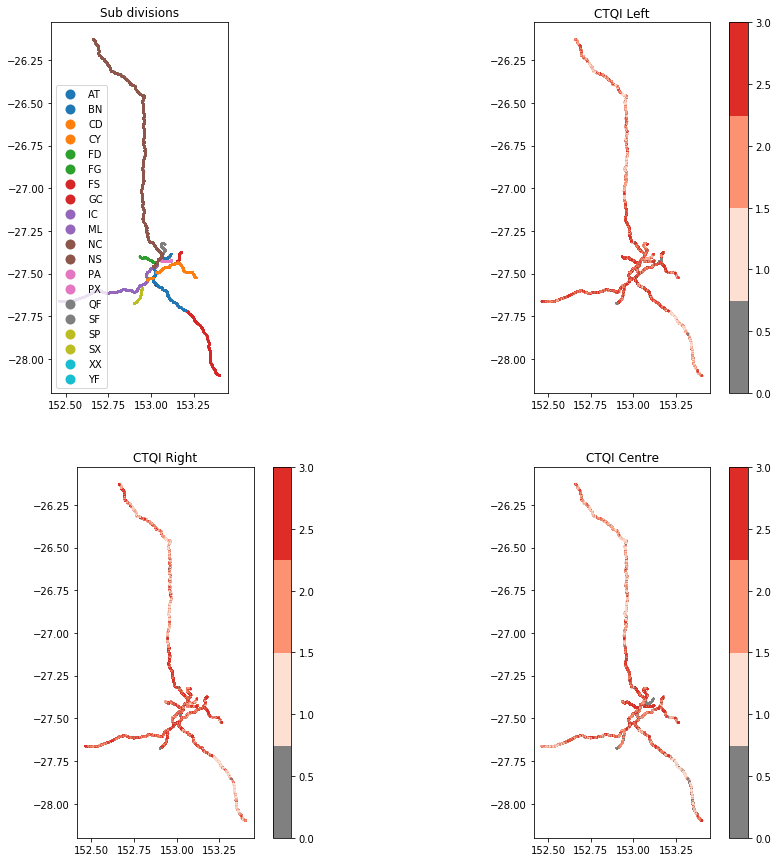 Sub divisions
−26.25
−26.50
−26.75
−27.00
−27.25
−27.50
−27.75
−28.00
AT
BN
CD
CY
FD
FG
FS
GC
IC
ML
NC
NS
PA
PX
QF
SF
SP
SX
XX
YF
152.50 152.75 153.00 153.25
CTQI Left
−26.25
−26.50
−26.75
−27.00
−27.25
−27.50
−27.75
−28.00
152.50 152.75 153.00 153.25
3.0
2.5
2.0
1.5
1.0
0.5
0.0
CTQI Right
−26.25
−26.50
−26.75
−27.00
−27.25
−27.50
−27.75
−28.00
152.50 152.75 153.00 153.25
3.0
2.5
2.0
1.5
1.0
0.5
0.0
CTQI Centre
−26.25
−26.50
−26.75
−27.00
−27.25
−27.50
−27.75
−28.00
152.50 152.75 153.00 153.25
3.0
2.5
2.0
1.5
1.0
0.5
0.0